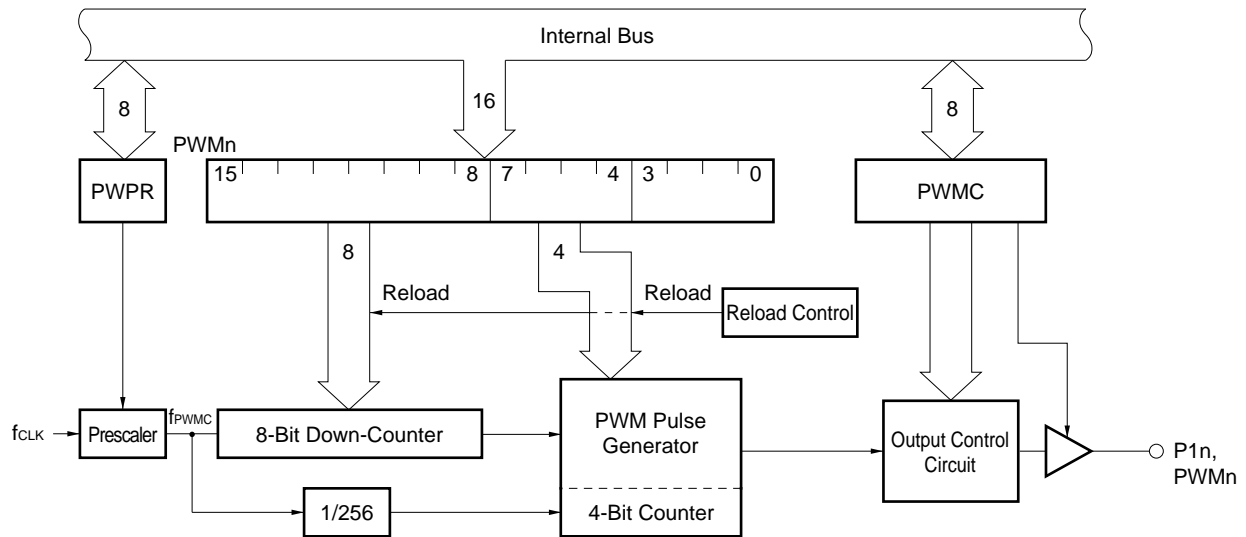 Internal Bus
8
16
8
PWMn
15 8 7 4 3 0
PWPR
PWMC
8
4
Reload
Reload
Reload Control
fCLK
Prescaler
fPWMC
8-Bit Down-Counter
PWM Pulse
Generator
4-Bit Counter
1/256
Output Control
Circuit
P1n,
PWMn